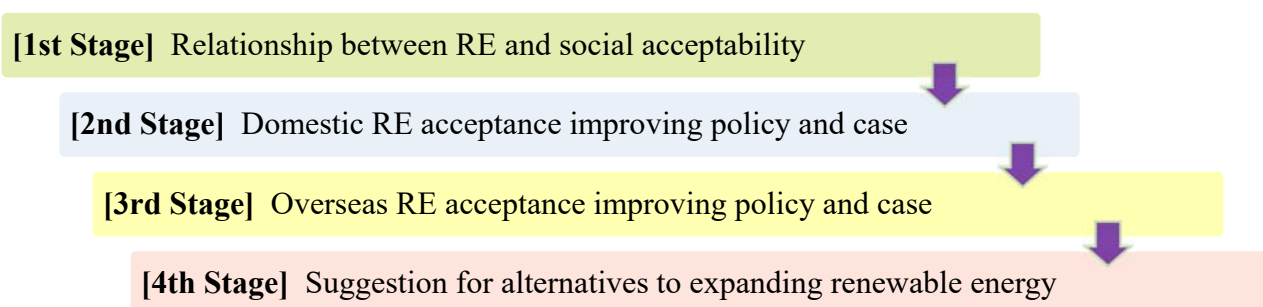 [1st Stage] Relationship between RE and social acceptability
[2nd Stage] Domestic RE acceptance improving policy and case
[3rd Stage] Overseas RE acceptance improving policy and case
[4th Stage] Suggestion for alternatives to expanding renewable energy